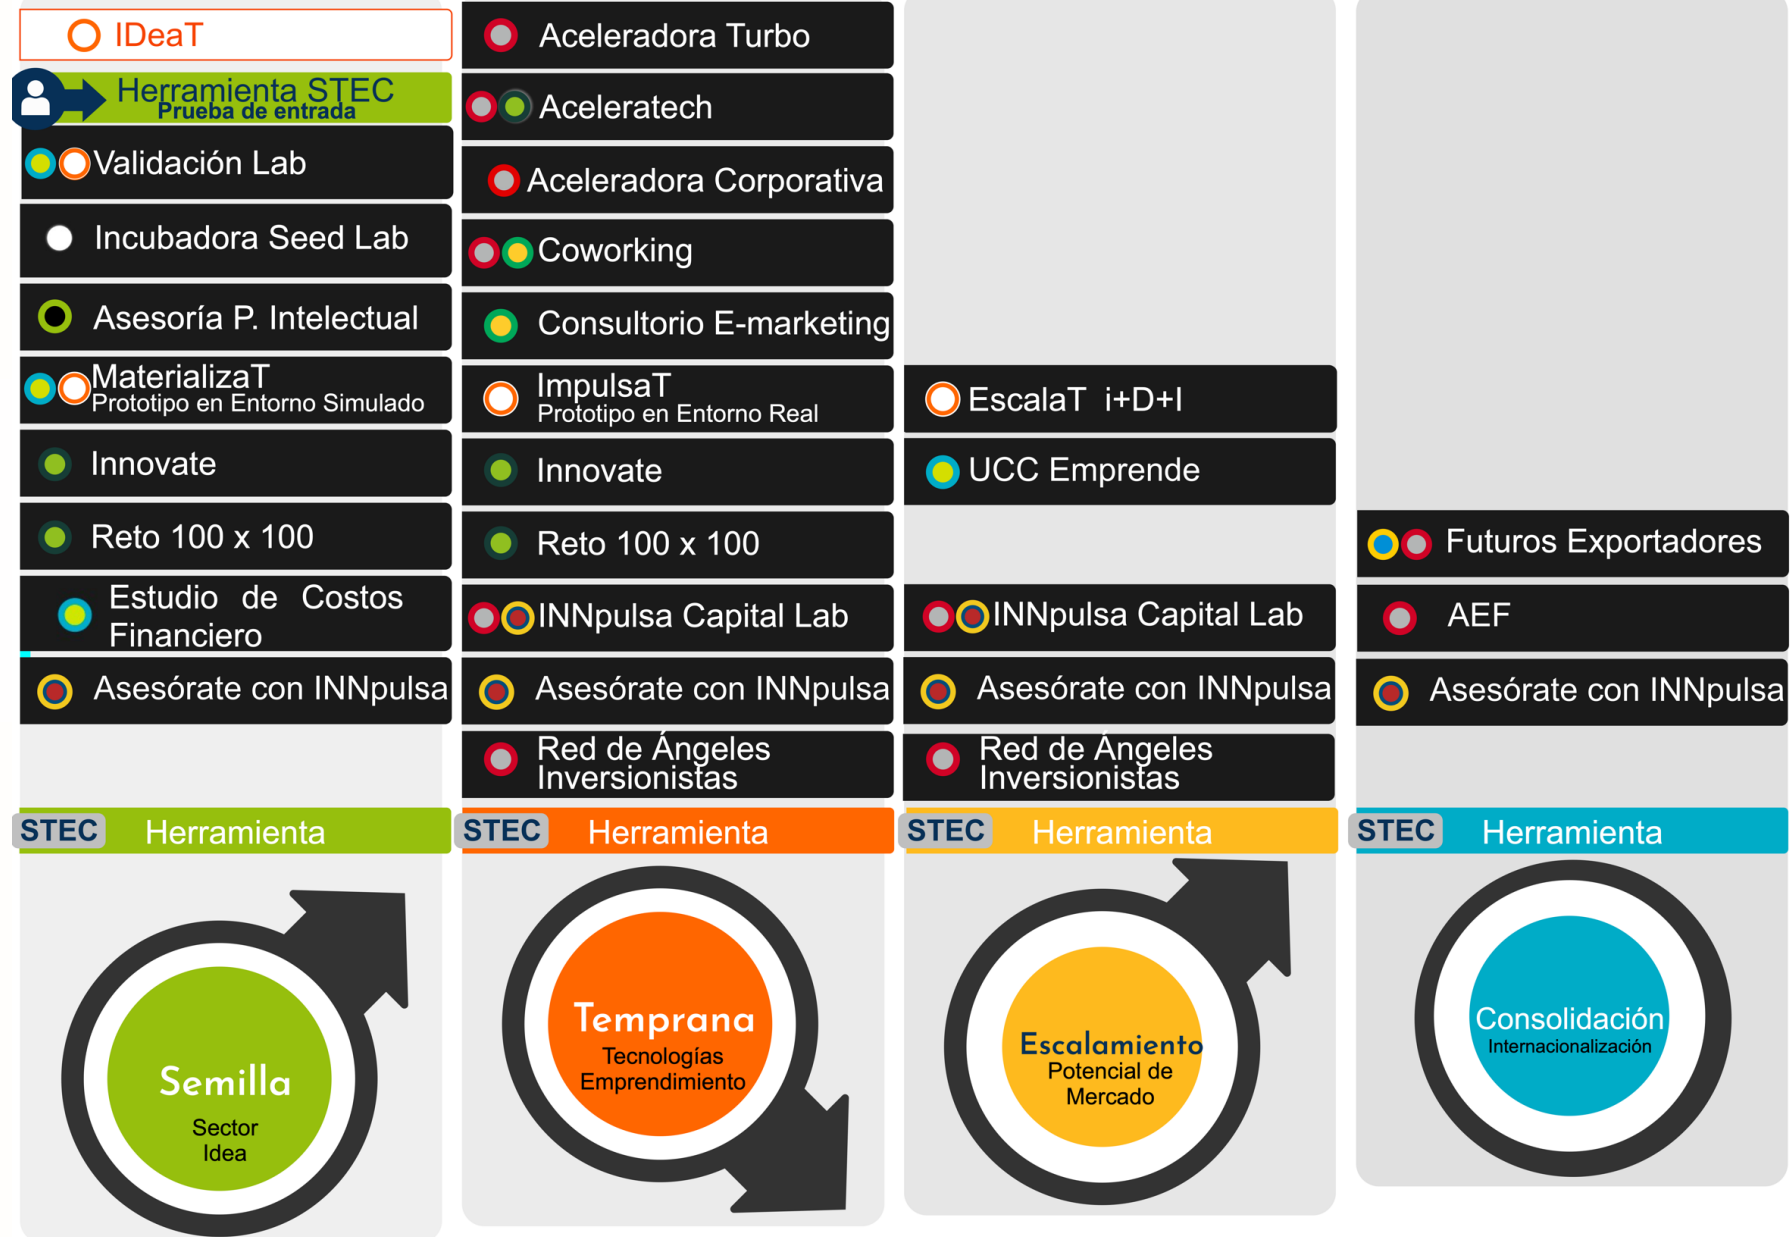 IDeaT
Herramienta STEC
Prueba de entrada
Validación Lab
Incubadora Seed Lab
Asesoría P. Intelectual
MaterializaT
Prototipo en Entorno Simulado
Innovate
Reto 100 x 100
Estudio de Costos
Financiero
Asesórate con INNpulsa
STEC Herramienta
Semilla
Sector
Idea
Aceleradora Turbo
Aceleratech
Aceleradora Corporativa
Coworking
Consultorio E-marketing
ImpulsaT
Prototipo en Entorno Real
Innovate
Reto 100 x 100
INNpulsa Capital Lab
Asesórate con INNpulsa
Red de Ángeles
Inversionistas
STEC Herramienta
Temprana
Tecnologías
Emprendimiento
EscalaT i+D+I
UCC Emprende
INNpulsa Capital Lab
Asesórate con INNpulsa
Red de Ángeles
Inversionistas
STEC Herramienta
Escalamiento
Potencial de
Mercado
Futuros Exportadores
AEF
Asesórate con INNpulsa
STEC Herramienta
Consolidación
Internacionalización